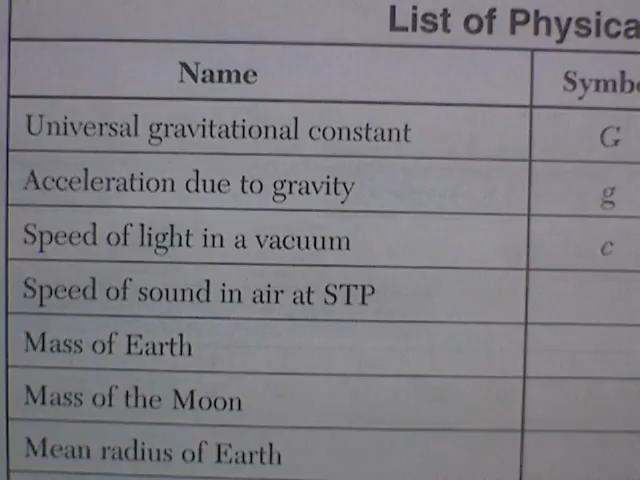 List of Physica
Name Symbo
Universal gravitational constant G
Acceleration due to gravity g
Speed of light in a vacuum c
Speed of sound in air at STP
Mass of Earth
Mass of the Moon
Mean radius of Earth